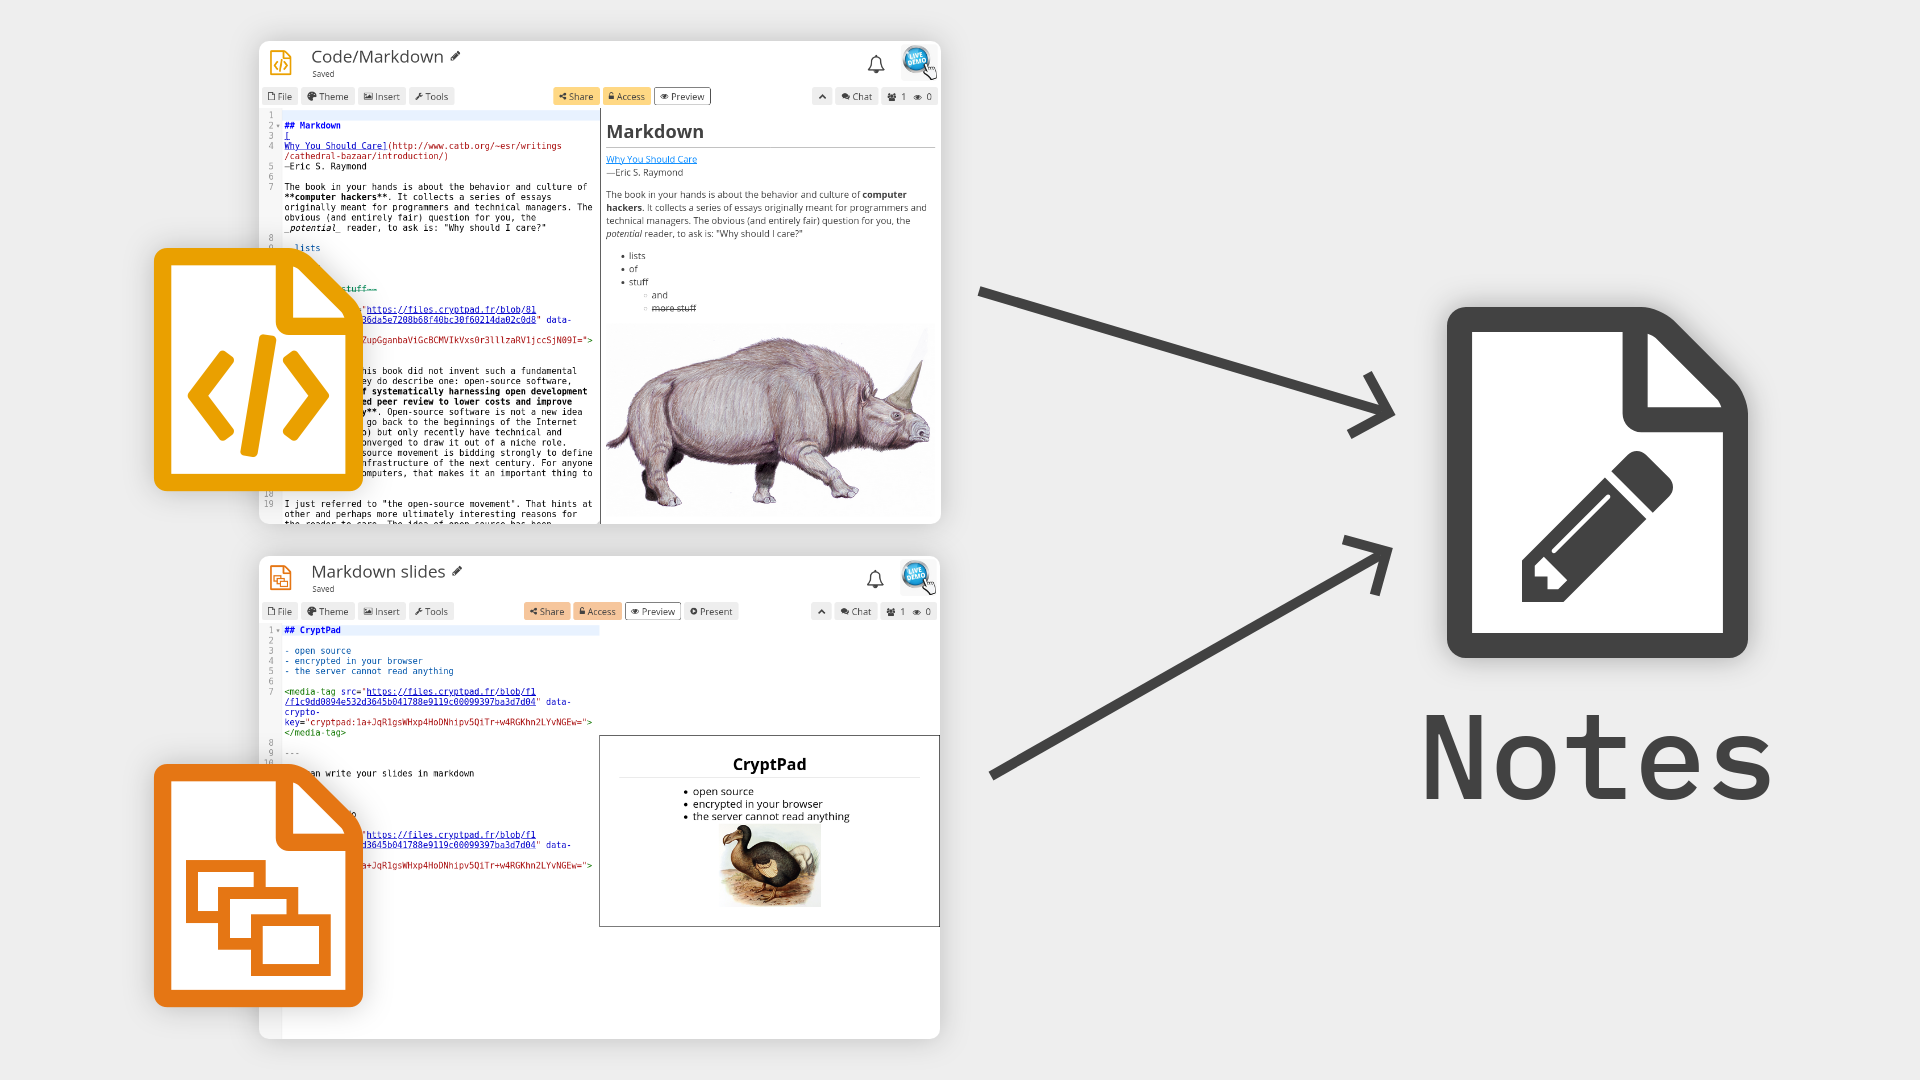 Code/Markdown
Saved
LIVE DEMO
File Theme Insert Tools Share Access Preview Chat 1 0
1
2 ## Markdown
3 [
4 Why You Should Care](http://www.catb.org/~esr/writings
/cathedral-bazaar/introduction/)
5 —Eric S. Raymond
6
7 The book in your hands is about the behavior and culture of
**computer hackers**. It collects a series of essays
originally meant for programmers and technical managers. The
obvious (and entirely fair) question for you, the
_potential_ reader, to ask is: "Why should I care?"
8
lists
stuff~~
"https://files.cryptpad.fr/blob/81
36da5e7208b68f40bc30f60214da02c0d8" data-
ZupGganbaViGcBCMVIkVxs0r3lllzaRV1jccSjN09I=">
his book did not invent such a fundamental
ey do describe one: open-source software,
f systematically harnessing open development
ed peer review to lower costs and improve
y**. Open-source software is not a new idea
go back to the beginnings of the Internet
o) but only recently have technical and
onverged to draw it out of a niche role.
source movement is bidding strongly to define
nfrastructure of the next century. For anyone
omputers, that makes it an important thing to
19 I just referred to "the open-source movement". That hints at
other and perhaps more ultimately interesting reasons for
the reader to care. The idea of open source has been
Markdown
Why You Should Care
—Eric S. Raymond
The book in your hands is about the behavior and culture of computer
hackers. It collects a series of essays originally meant for programmers and
technical managers. The obvious (and entirely fair) question for you, the
potential reader, to ask is: "Why should I care?"
• lists
• of
• stuff
◦ and
◦ more stuff
Markdown slides
Saved
LIVE DEMO
File Theme Insert Tools Share Access Preview Present Chat 1 0
1 ## CryptPad
2
3 - open source
4 - encrypted in your browser
5 - the server cannot read anything
6
7 <media-tag src="https://files.cryptpad.fr/blob/f1
/f1c9dd0894e532d3645b041788e9119c00099397ba3d7d04" data-
crypto-
key="cryptpad:1a+JqR1gsWHxp4HoDNhipv5QiTr+w4RGKhn2LYvNGEw=">
</media-tag>
8
9 ---
10
an write your slides in markdown
o
"https://files.cryptpad.fr/blob/f1
d3645b041788e9119c00099397ba3d7d04" data-
a+JqR1gsWHxp4HoDNhipv5QiTr+w4RGKhn2LYvNGEw=">
CryptPad
• open source
• encrypted in your browser
• the server cannot read anything
Notes